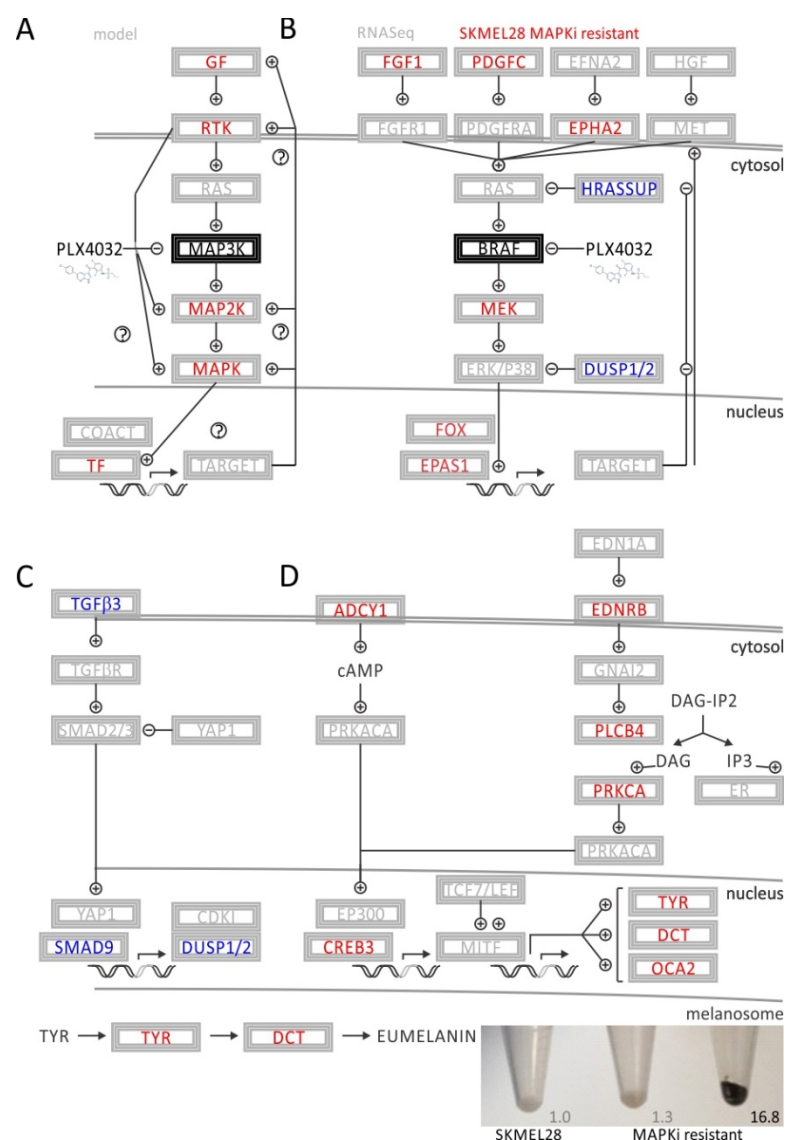 A
model
GF
RTK
RAS
PLX4032
MAP3K
MAP2K
MAPK
COACT
TF
TARGET
?
?
?
?
B
RNASeq
SKMEL28 MAPKi resistant
FGF1 PDGFC EFNA2 HGF
FGFR1 PDGFRA EPHA2 MET
cytosol
RAS HRASSUP
BRAF PLX4032
MEK
ERK/P38 DUSP1/2
nucleus
FOX
EPAS1 TARGET
C
TGFβ3
TGFβR
SMAD2/3 YAP1
YAP1 CDKI
SMAD9 DUSP1/2
D
EDN1A
ADCY1 EDNRB
cytosol
cAMP GNAI2
PRKACA PLCB4
DAG-IP2
DAG IP3
PRKCA ER
PRKACA
nucleus
EP300 TCF7/LEF
CREB3 MITF
TYR
DCT
OCA2
melanosome
TYR TYR DCT EUMELANIN
1.0 1.3 16.8
SKMEL28 MAPKi resistant